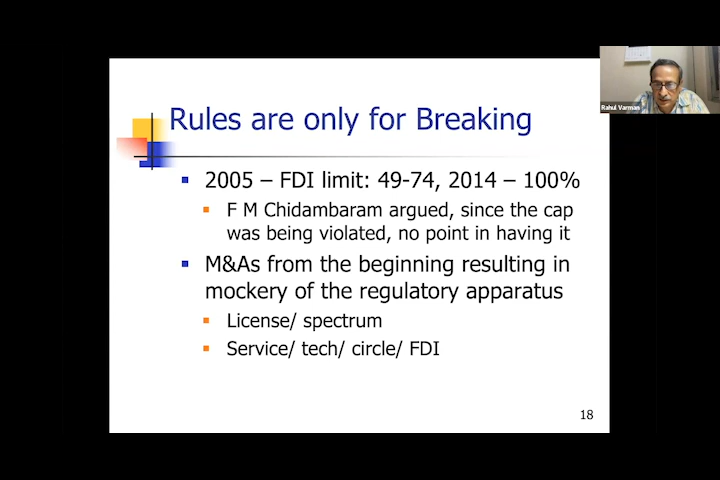 Rules are only for Breaking
2005 – FDI limit: 49-74, 2014 – 100%
F M Chidambaram argued, since the cap
was being violated, no point in having it
M&As from the beginning resulting in
mockery of the regulatory apparatus
License/ spectrum
Service/ tech/ circle/ FDI
18
Rahul Varman